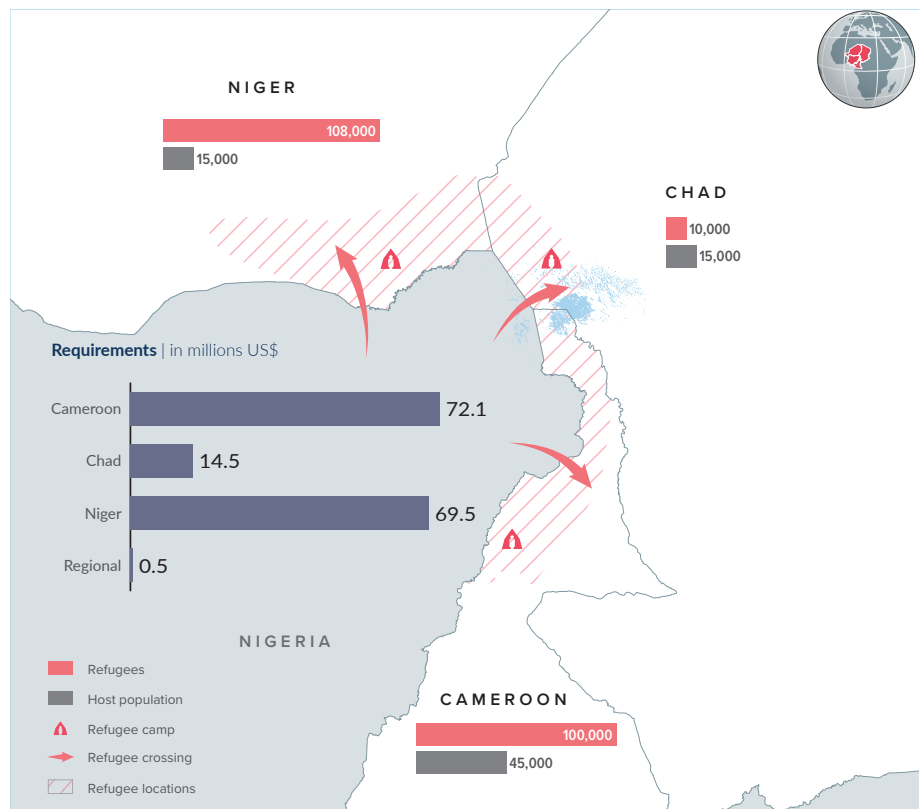 NIGER
108,000
15,000
CHAD
10,000
15,000
Requirements | in millions US$
Cameroon 72.1
Chad 14.5
Niger 69.5
Regional 0.5
NIGERIA
Refugees
Host population
Refugee camp
Refugee crossing
Refugee locations
CAMEROON
100,000
45,000